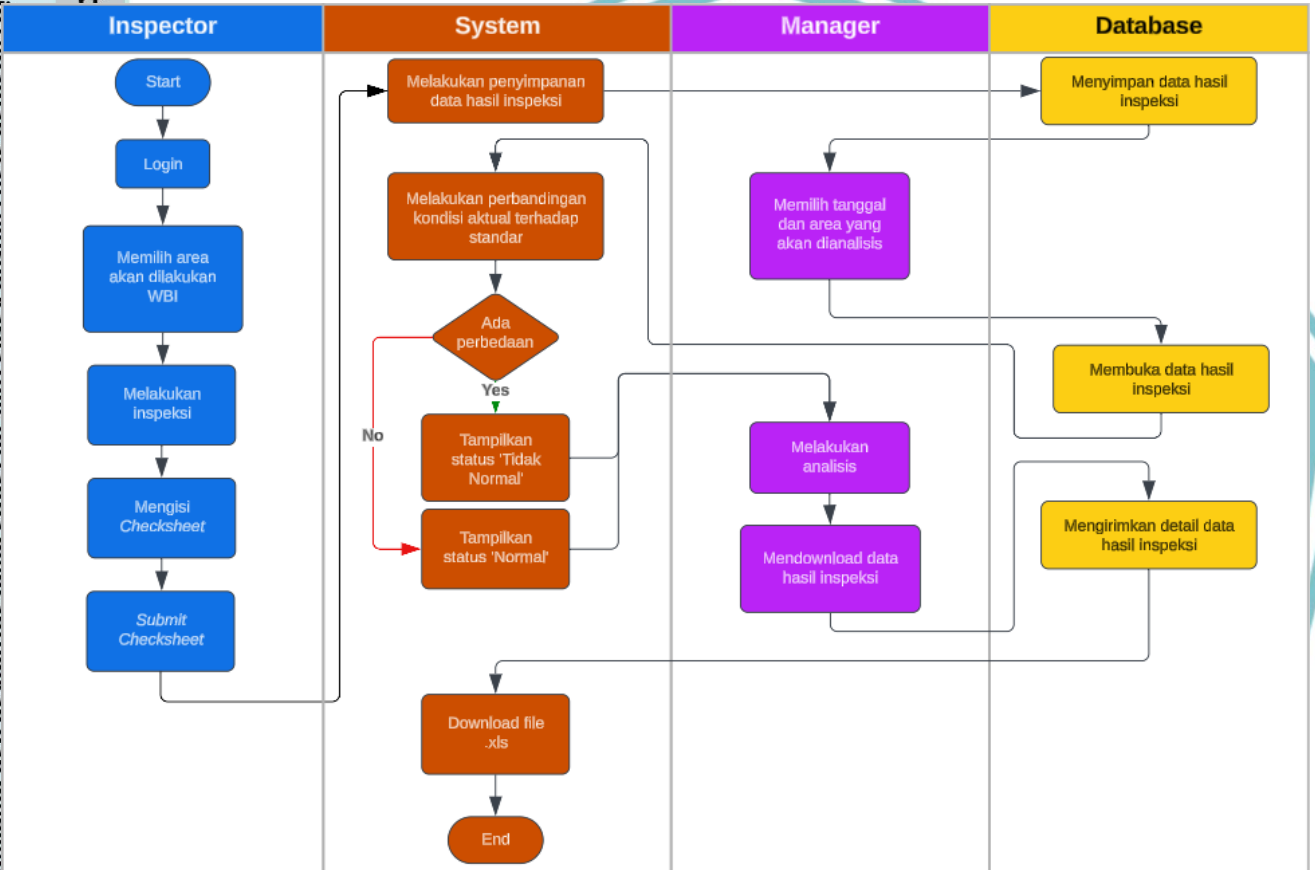 Inspector
System
Manager
Database
Start
Login
Memilih area
akan dilakukan
WBI
Melakukan
inspeksi
Mengisi
Checksheet
Submit
Checksheet
Melakukan penyimpanan
data hasil inspeksi
Melakukan perbandingan
kondisi aktual terhadap
standar
Ada
perbedaan
Yes
No
Tampilkan
status 'Tidak
Normal'
Tampilkan
status 'Normal'
Download file
.xls
End
Memilih tanggal
dan area yang
akan dianalisis
Melakukan
analisis
Mendownload data
hasil inspeksi
Menyimpan data hasil
inspeksi
Membuka data hasil
inspeksi
Mengirimkan detail data
hasil inspeksi